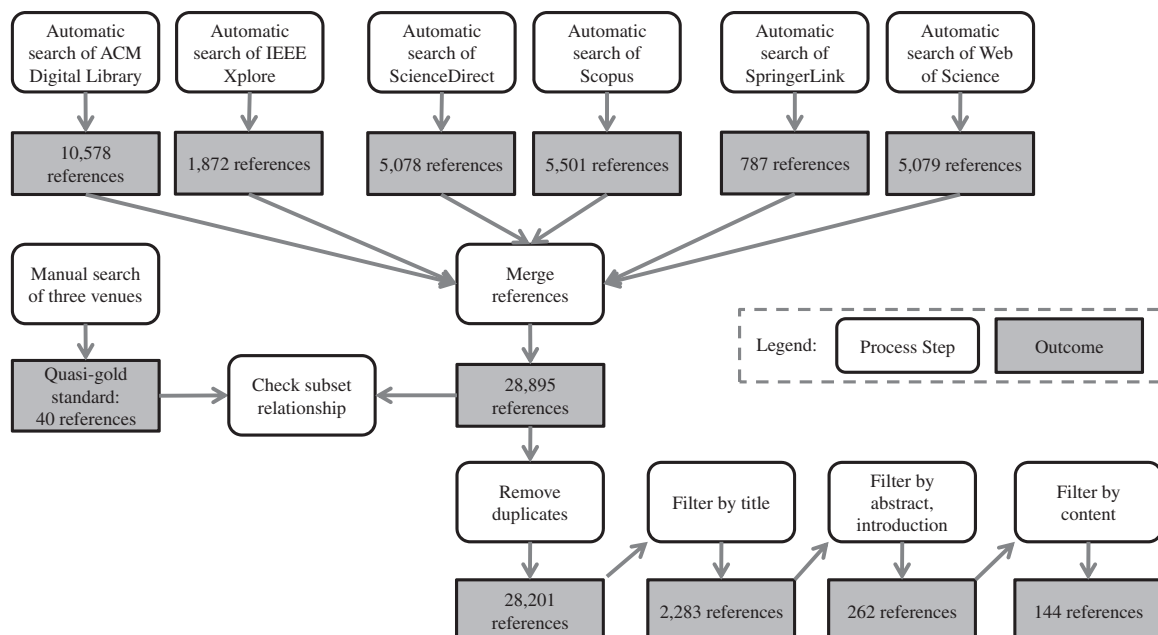 Automatic
search of ACM
Digital Library
Automatic
search of IEEE
Xplore
Automatic
search of
ScienceDirect
Automatic
search of
Scopus
Automatic
search of
SpringerLink
Automatic
search of Web
of Science
10,578
references
1,872 references
5,078 references
5,501 references
787 references
5,079 references
Manual search
of three venues
Merge
references
Legend:
Process Step
Outcome
Quasi-gold
standard:
40 references
Check subset
relationship
28,895
references
Remove
duplicates
Filter by title
Filter by
abstract,
introduction
Filter by
content
28,201
references
2,283 references
262 references
144 references